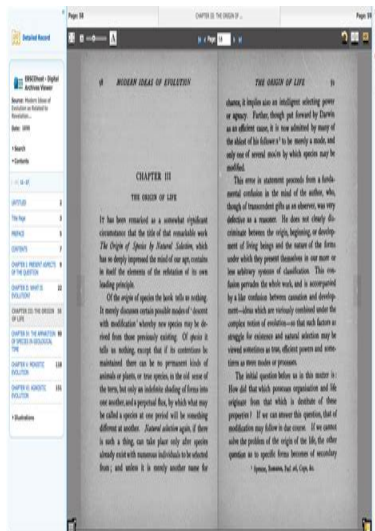 Page: 58
CHAPTER III. THE ORIGIN OF ...
Page: 59
Detailed Record
A
Page
EBSCOhost - Digital
Archives Viewer
Source: Modern Ideas of
Evolution as Related to
Revelation...
Date: 1890
Search
Contents
UNTITLED 2
Title Page 3
PREFACE 5
CONTENTS 7
CHAPTER I: PRESENT ASPECTS 9
OF THE QUESTION
CHAPTER II: WHAT IS 22
EVOLUTION?
CHAPTER III: THE ORIGIN
OF LIFE
CHAPTER IV: THE APPARITION
OF SPECIES IN GEOLOGICAL
TIME
CHAPTER V: MONISTIC
EVOLUTION
CHAPTER VI: AGNOSTIC 151
EVOLUTION
Illustrations
58 MODERN IDEAS OF EVOLUTION
CHAPTER III
THE ORIGIN OF LIFE
IT has been remarked as a somewhat significant
circumstance that the title of that remarkable work
The Origin of Species by Natural Selection, which
has so deeply impressed the mind of our age, contains
in itself the elements of the refutation of its own
leading principle.
Of the origin of species the book tells us nothing.
It merely discusses certain possible modes of 'descent
with modification' whereby new species may be de-
rived from those previously existing. Of species it
tells us nothing, except that if its contentions be
maintained there can be no permanent kinds of
animals or plants, or true species, in the old sense of
the term, but only an indefinite shading of forms into
one another, and a perpetual flux, by which what may
be called a species at one period will be something
different at another. Natural selection again, if there
is such a thing, can take place only after species
already exist with numerous individuals to be selected
from; and unless it is merely another name for
THE ORIGIN OF LIFE 59
chance, it implies also an intelligent selecting power
or agency. Further, though put forward by Darwin
as an efficient cause, it is now admitted by many of
the ablest of his followers¹ to be merely a mode, and
only one of several modes by which species may be
modified.
This error in statement proceeds from a funda-
mental confusion in the mind of the author, who,
though of transcendent gifts as an observer, was very
defective as a reasoner. He does not clearly dis-
criminate between the origin, beginning, or develop-
ment of living beings and the nature of the forms
under which they present themselves in our more or
less arbitrary systems of classification. This con-
fusion pervades the whole work, and is accompanied
by a like confusion between causation and develop-
ment—ideas which are variously combined under the
complex notion of evolution—so that such factors as
struggle for existence and natural selection may be
viewed sometimes as true, efficient powers and some-
times as mere modes or processes.
The initial question before us in this matter is:
How did that which possesses organisation and life
originate from that which is destitute of these
properties? If we can answer this question, that of
modification may follow in due course. If we cannot
solve the problem of the origin of life, the other
question as to specific forms becomes of secondary
¹ Spencer, Romanes, Cope, &c.